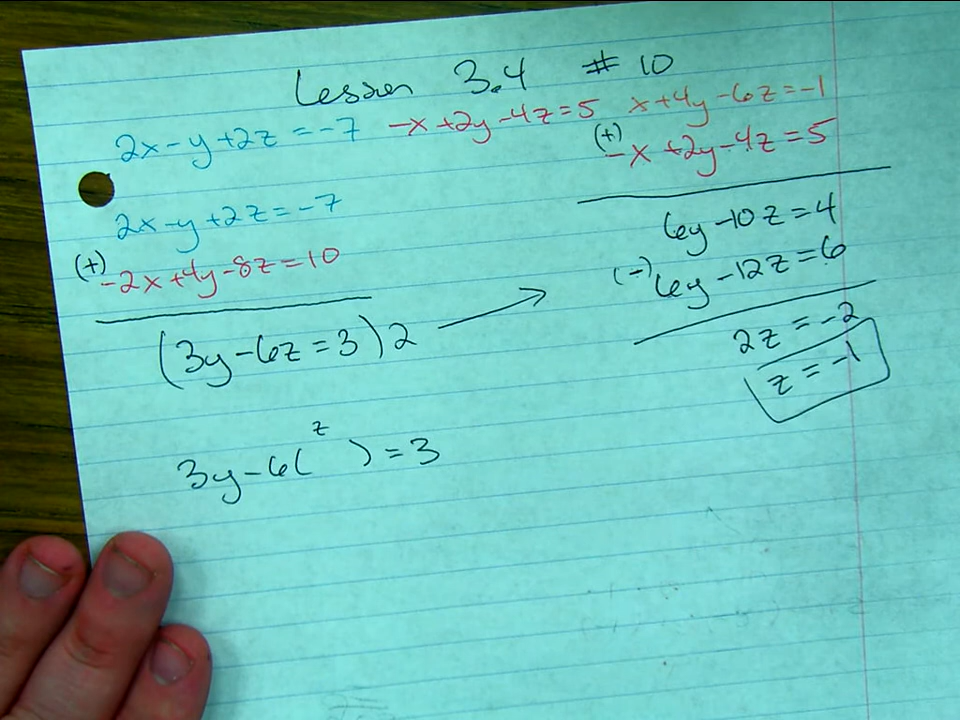 Lesson 3.4 # 10
2x - y + 2z = -7 -x + 2y - 4z = 5 x + 4y - 6z = -1
(+) -x + 2y - 4z = 5
2x - y + 2z = -7
(+) -2x + 4y - 8z = 10
(3y - 6z = 3) 2
6y - 10z = 4
(-) 6y - 12z = 6
2z = -2
z = -1
z
3y - 6( ) = 3